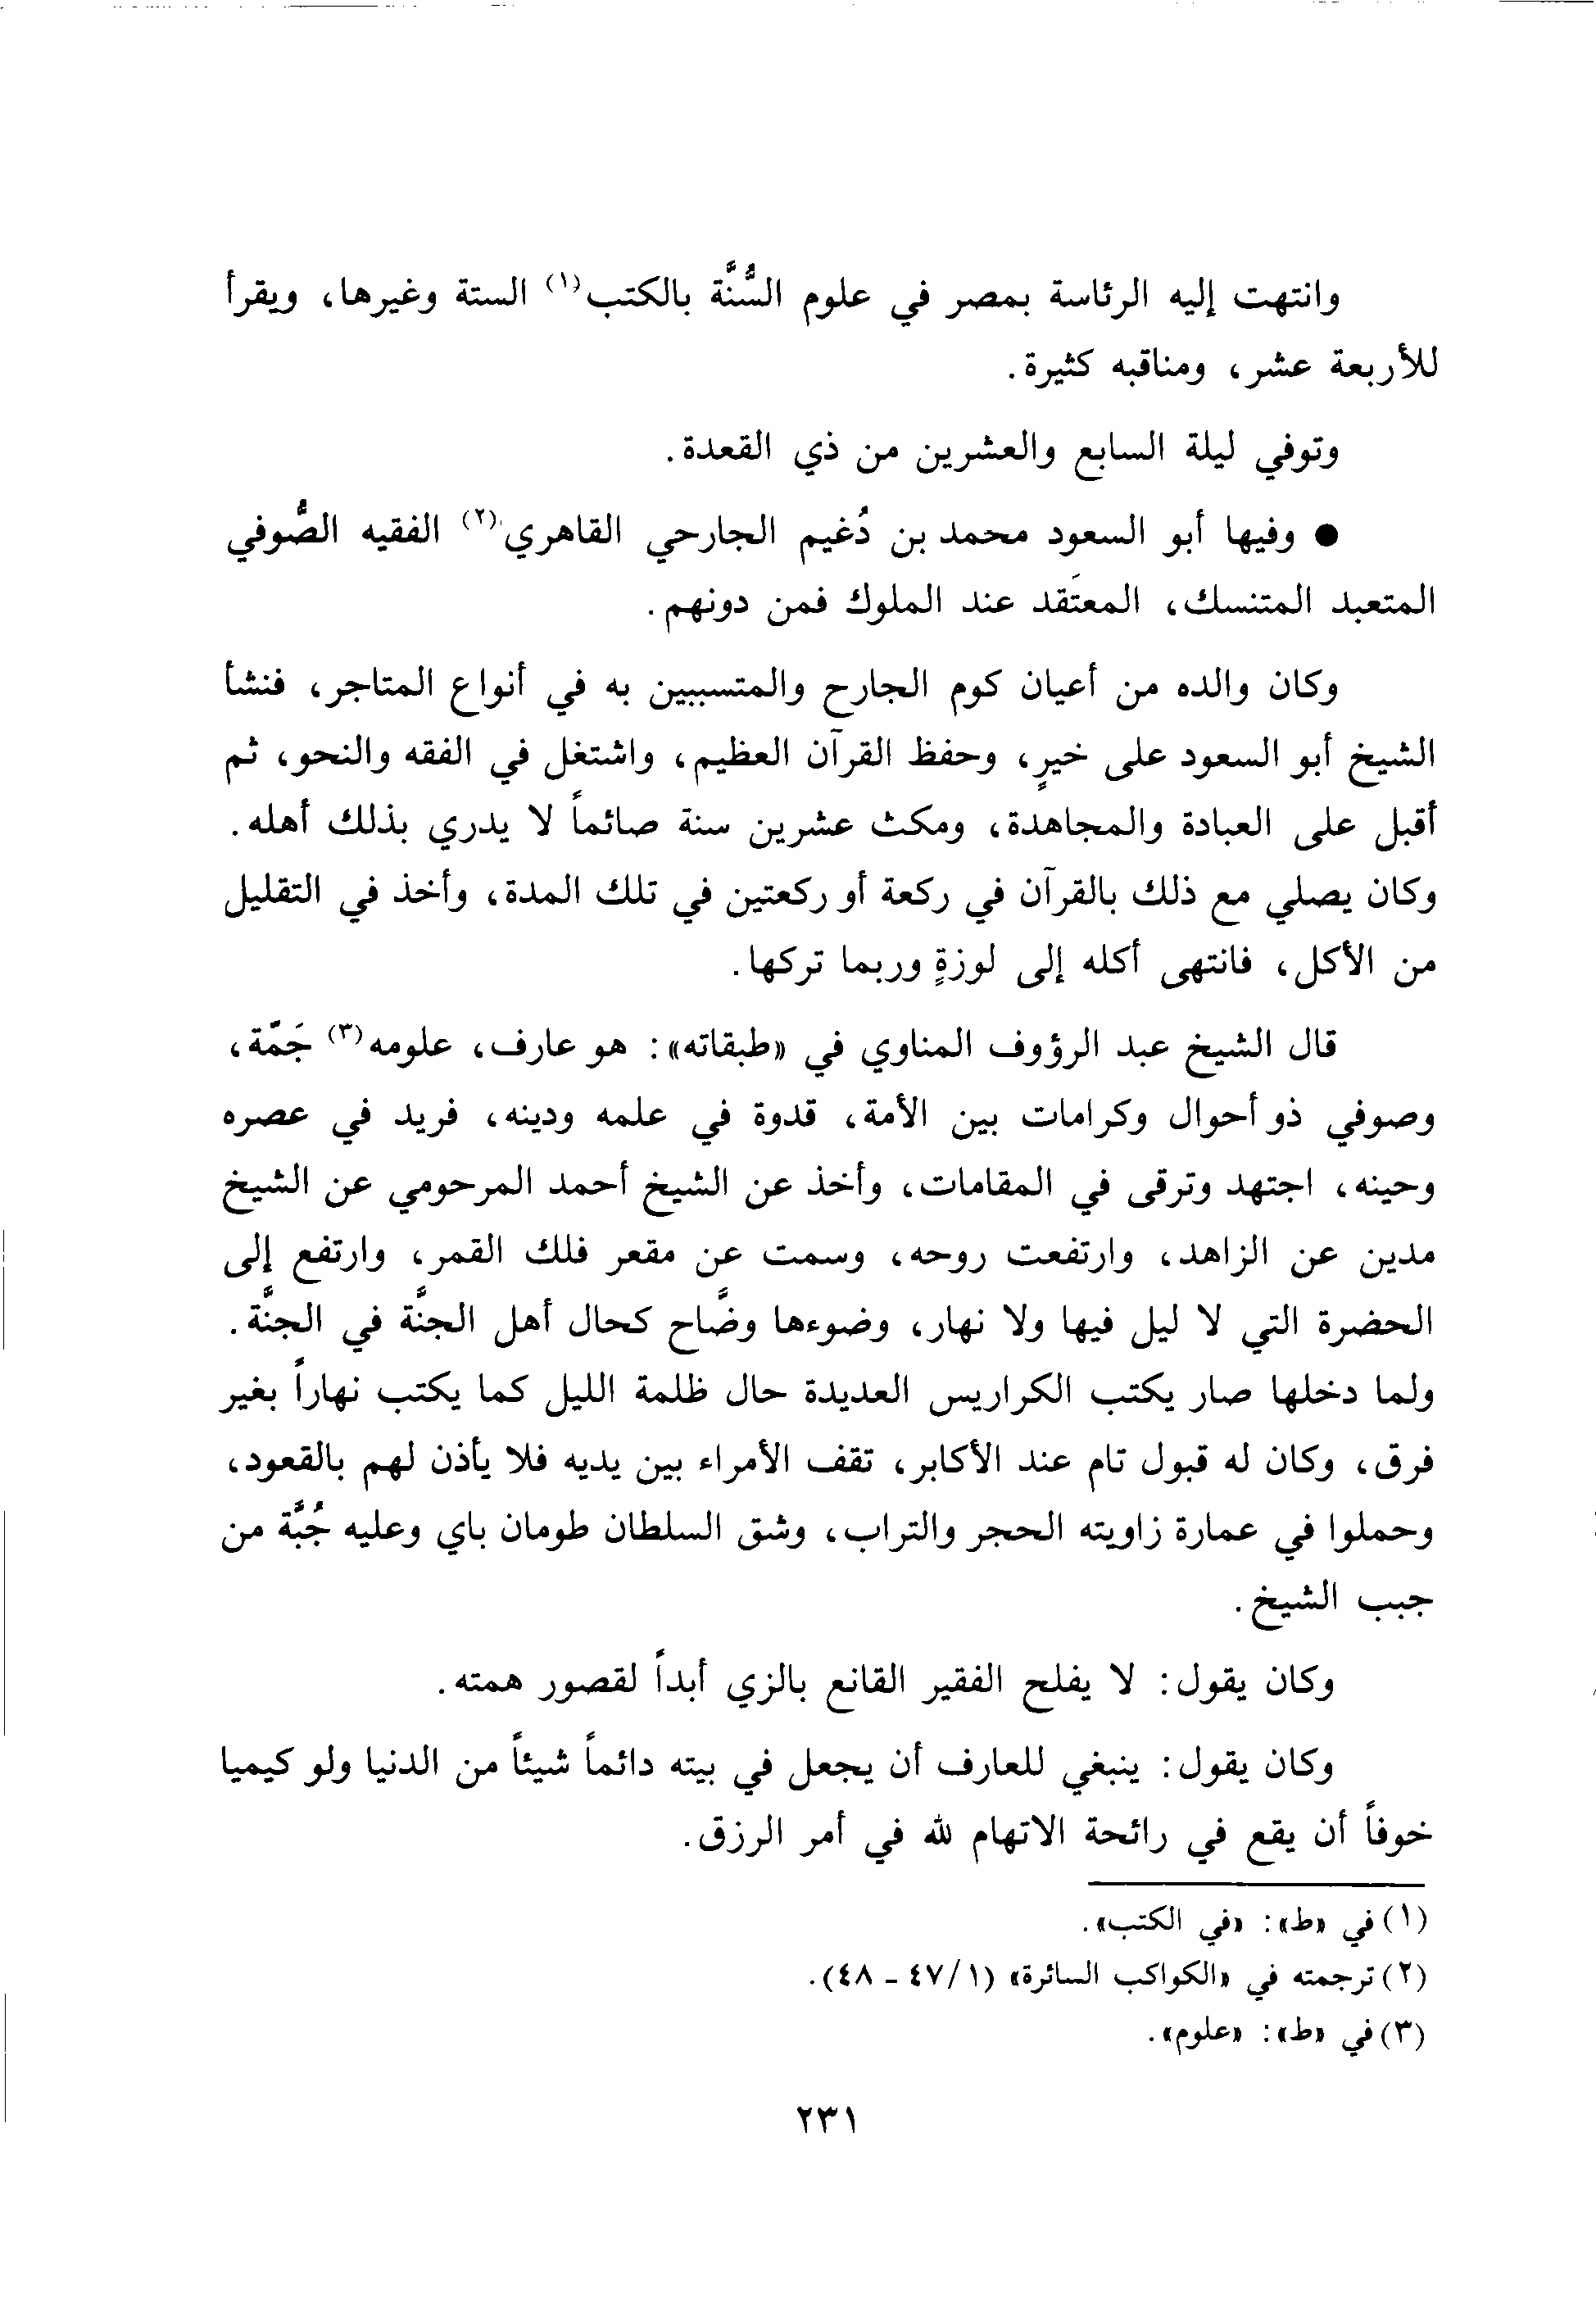 وانتهت إليه الرئاسة بمصر في علوم السُّنَّة بالكتب(١) الستة وغيرها، ويقرأ
للأربعة عشر، ومناقبه كثيرة.
وتوفي ليلة السابع والعشرين من ذي القعدة.
● وفيها أبو السعود محمد بن دُغيم الجارحي القاهري(٢) الفقيه الصُّوفي
المتعبد المتنسك، المعتَقد عند الملوك فمن دونهم.
وكان والده من أعيان كوم الجارح والمتسببين به في أنواع المتاجر، فنشأ
الشيخ أبو السعود على خيرٍ، وحفظ القرآن العظيم، واشتغل في الفقه والنحو، ثم
أقبل على العبادة والمجاهدة، ومكث عشرين سنة صائماً لا يدري بذلك أهله.
وكان يصلي مع ذلك بالقرآن في ركعة أو ركعتين في تلك المدة، وأخذ في التقليل
من الأكل، فانتهى أكله إلى لوزةٍ وربما تركها.
قال الشيخ عبد الرؤوف المناوي في «طبقاته»: هو عارف، علومه(٣) جَمَّة،
وصوفي ذو أحوال وكرامات بين الأمة، قدوة في علمه ودينه، فريد في عصره
وحينه، اجتهد وترقى في المقامات، وأخذ عن الشيخ أحمد المرحومي عن الشيخ
مدين عن الزاهد، وارتفعت روحه، وسمت عن مقعر فلك القمر، وارتفع إلى
الحضرة التي لا ليل فيها ولا نهار، وضوءها وضَّاح كحال أهل الجنَّة في الجنَّة.
ولما دخلها صار يكتب الكراريس العديدة حال ظلمة الليل كما يكتب نهاراً بغير
فرق، وكان له قبول تام عند الأكابر، تقف الأمراء بين يديه فلا يأذن لهم بالقعود،
وحملوا في عمارة زاويته الحجر والتراب، وشق السلطان طومان باي وعليه جُبَّة من
جبب الشيخ.
وكان يقول: لا يفلح الفقير القانع بالزي أبداً لقصور همته.
وكان يقول: ينبغي للعارف أن يجعل في بيته دائماً شيئاً من الدنيا ولو كيميا
خوفاً أن يقع في رائحة الاتهام لله في أمر الرزق.
(١) في «ط»: «في الكتب».
(٢) ترجمته في «الكواكب السائرة» (١/ ٤٧ - ٤٨).
(٣) في «ط»: «علوم».
٢٣١